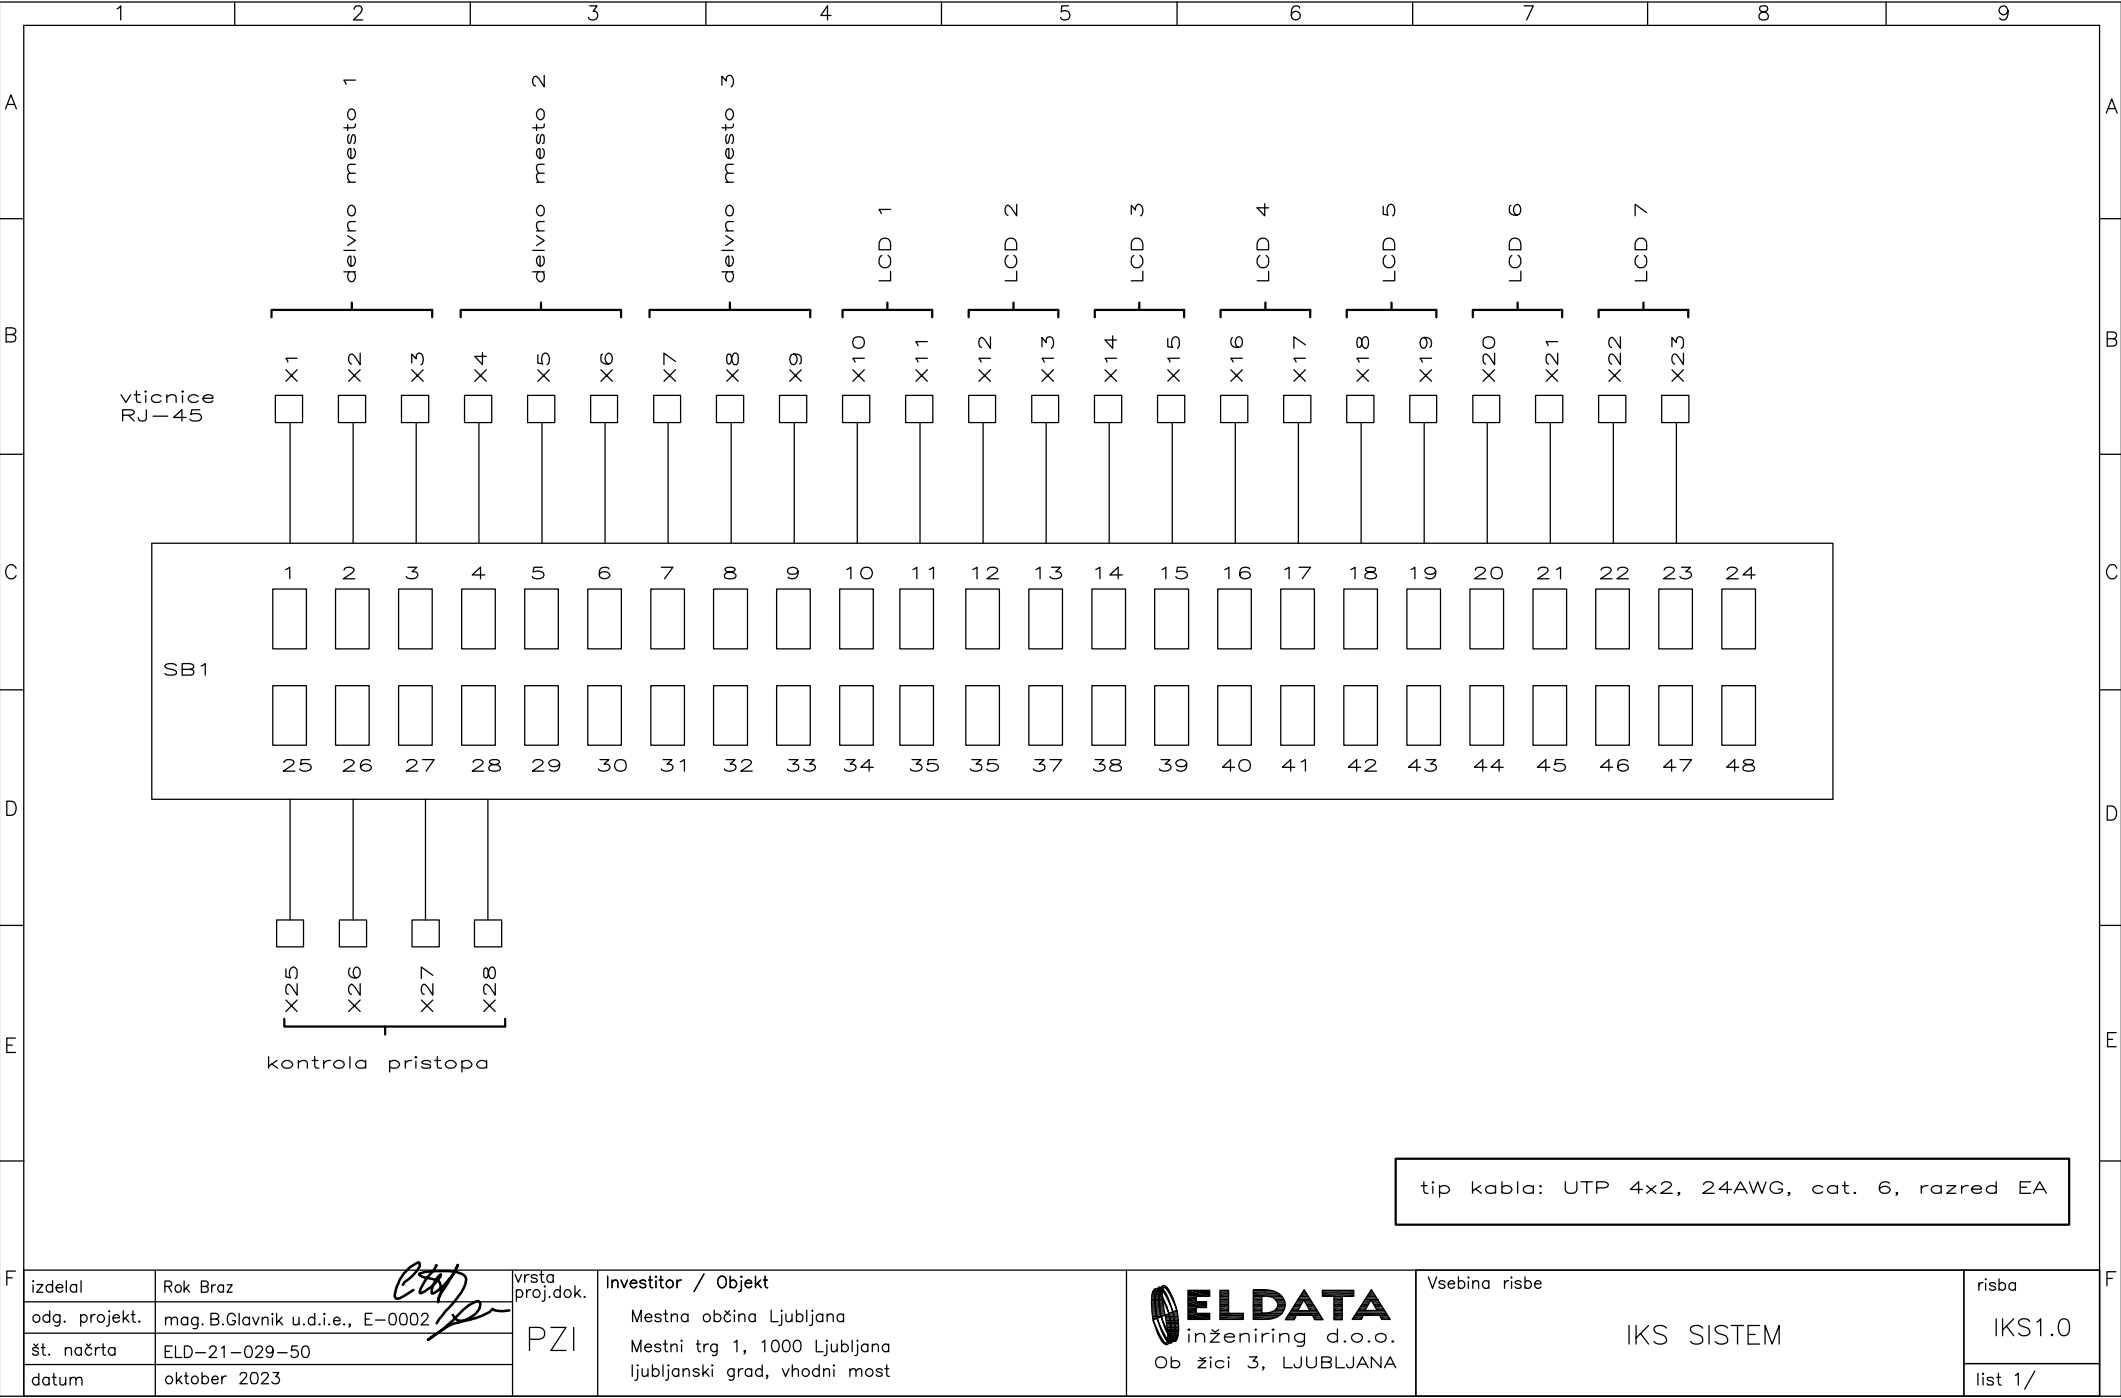 1 2 3 4 5 6 7 8 9
A A
delvno mesto 1
delvno mesto 2
delvno mesto 3
LCD 1
LCD 2
LCD 3
LCD 4
LCD 5
LCD 6
LCD 7
B B
X1 X2 X3 X4 X5 X6 X7 X8 X9 X10 X11 X12 X13 X14 X15 X16 X17 X18 X19 X20 X21 X22 X23
vticnice
RJ-45
C C
1 2 3 4 5 6 7 8 9 10 11 12 13 14 15 16 17 18 19 20 21 22 23 24
SB1
25 26 27 28 29 30 31 32 33 34 35 35 37 38 39 40 41 42 43 44 45 46 47 48
D D
X25 X26 X27 X28
E E
kontrola pristopa
tip kabla: UTP 4x2, 24AWG, cat. 6, razred EA
F F
izdelal Rok Braz
odg. projekt. mag. B.Glavnik u.d.i.e., E-0002
št. načrta ELD-21-029-50
datum oktober 2023
vrsta
proj.dok.
PZI
Investitor / Objekt
Mestna občina Ljubljana
Mestni trg 1, 1000 Ljubljana
ljubljanski grad, vhodni most
ELDATA
inženiring d.o.o.
Ob žici 3, LJUBLJANA
Vsebina risbe
IKS SISTEM
risba
IKS1.0
list 1/